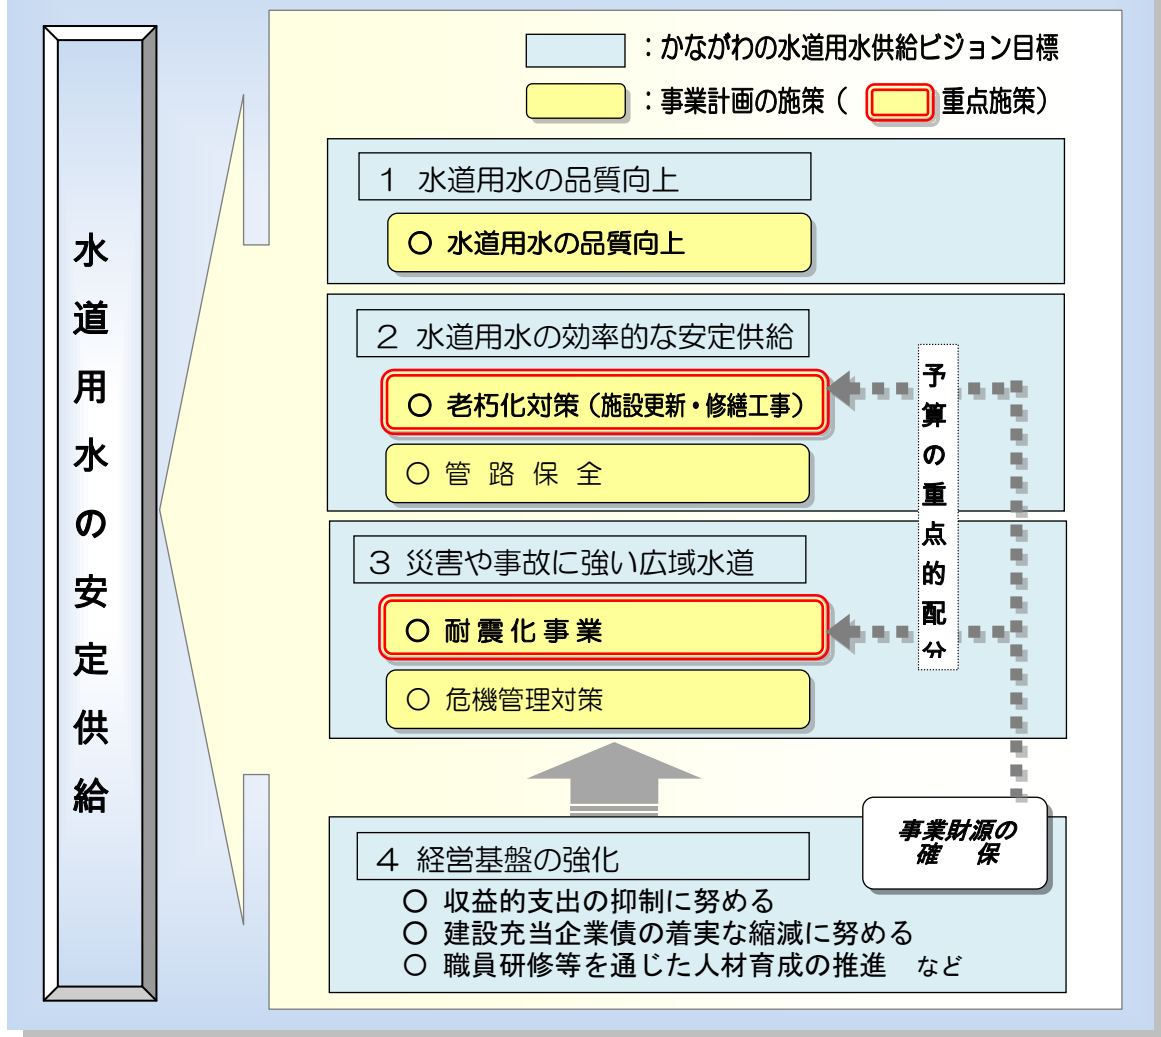 水道用水の安定供給
：かながわの水道用水供給ビジョン目標
：事業計画の施策（　　重点施策）
１ 水道用水の品質向上
○ 水道用水の品質向上
２ 水道用水の効率的な安定供給
○ 老朽化対策（施設更新・修繕工事）
○ 管 路 保 全
予算の重点的配分
３ 災害や事故に強い広域水道
○ 耐 震 化 事 業
○ 危機管理対策
事業財源の
確　保
４ 経営基盤の強化
○ 収益的支出の抑制に努める
○ 建設充当企業債の着実な縮減に努める
○ 職員研修等を通じた人材育成の推進　など